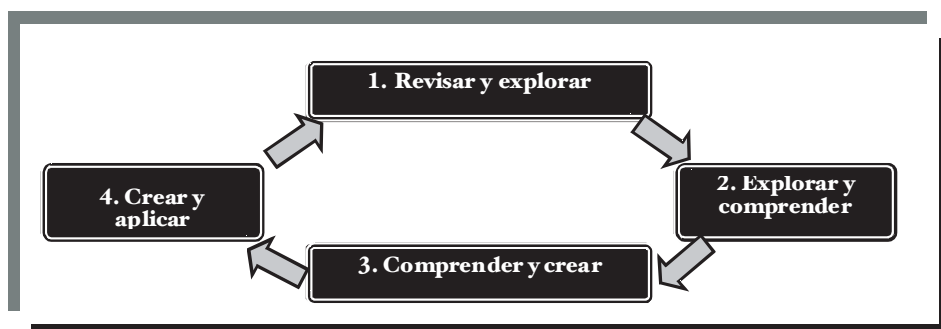 1. Revisar y explorar
2. Explorar y
comprender
3. Comprender y crear
4. Crear y
aplicar